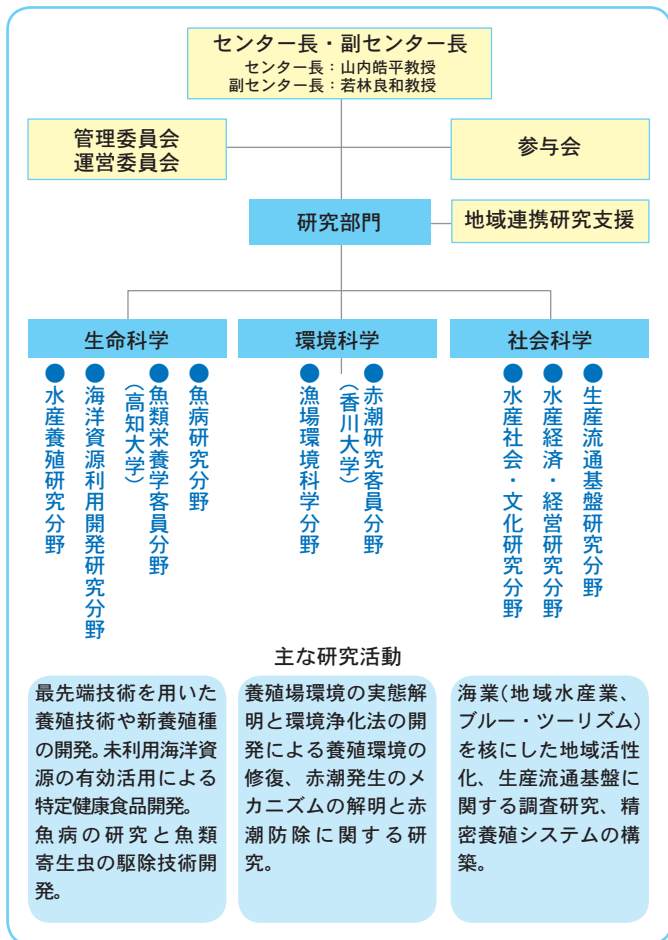 センター長・副センター長
センター長：山内皓平教授
副センター長：若林良和教授
管理委員会
運営委員会
参与会
研究部門
地域連携研究支援
生命科学
環境科学
社会科学
●水産養殖研究分野
●海洋資源利用開発研究分野
●魚類栄養学客員分野
（高知大学）
●魚病研究分野
●漁場環境科学分野
●赤潮研究客員分野
（香川大学）
●水産社会・文化研究分野
●水産経済・経営研究分野
●生産流通基盤研究分野
主な研究活動
最先端技術を用いた
養殖技術や新養殖種
の開発。未利用海洋資
源の有効活用による
特定健康食品開発。
魚病の研究と魚類
寄生虫の駆除技術開
発。
養殖場環境の実態解
明と環境浄化法の開
発による養殖環境の
修復、赤潮発生のメ
カニズムの解明と赤
潮防除に関する研
究。
海業(地域水産業、
ブルー・ツーリズム)
を核にした地域活性
化、生産流通基盤に
関する調査研究、精
密養殖システムの構
築。